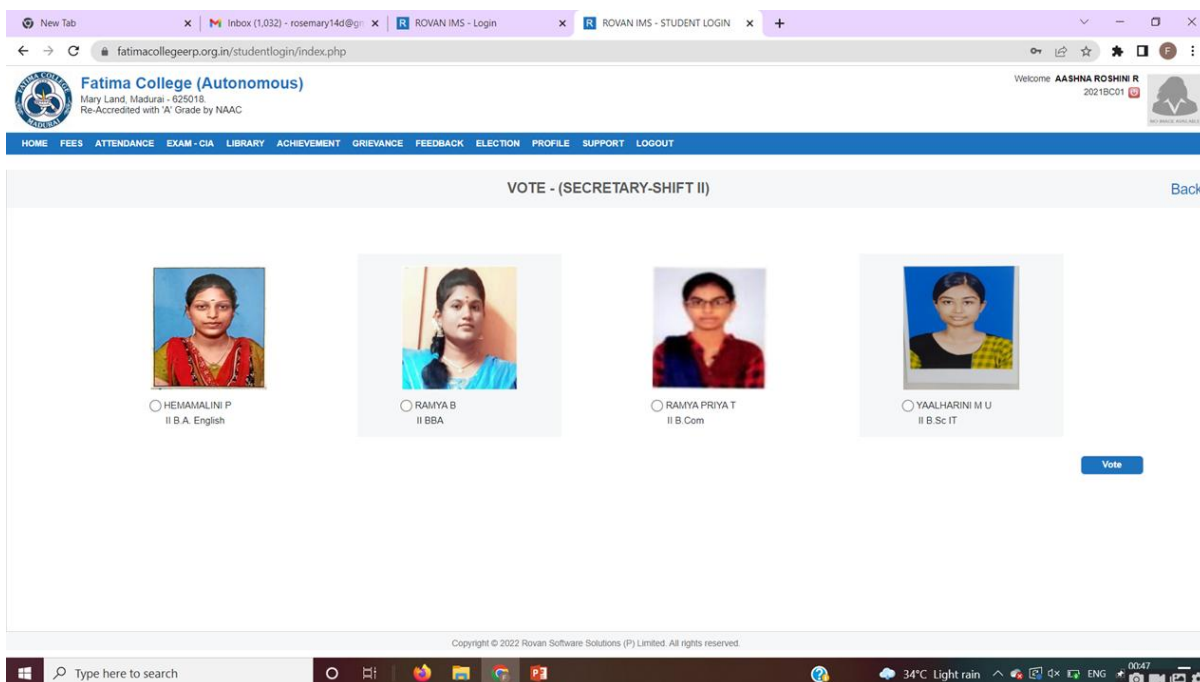 New Tab
Inbox (1,032) - rosemary14d@gm
ROVAN IMS - Login
ROVAN IMS - STUDENT LOGIN
fatimacollegeerp.org.in/studentlogin/index.php
Fatima College (Autonomous)
Mary Land, Madurai - 625018.
Re-Accredited with 'A' Grade by NAAC
Welcome AASHNA ROSHINI R
2021BC01
HOME FEES ATTENDANCE EXAM - CIA LIBRARY ACHIEVEMENT GRIEVANCE FEEDBACK ELECTION PROFILE SUPPORT LOGOUT
VOTE - (SECRETARY-SHIFT II)
Back
HEMAMALINI P
II B.A. English
RAMYA B
II BBA
RAMYA PRIYA T
II B.Com
YAALHARINI M U
II B.Sc IT
Vote
Copyright © 2022 Rovan Software Solutions (P) Limited. All rights reserved.
Type here to search
34°C Light rain
ENG
00:47